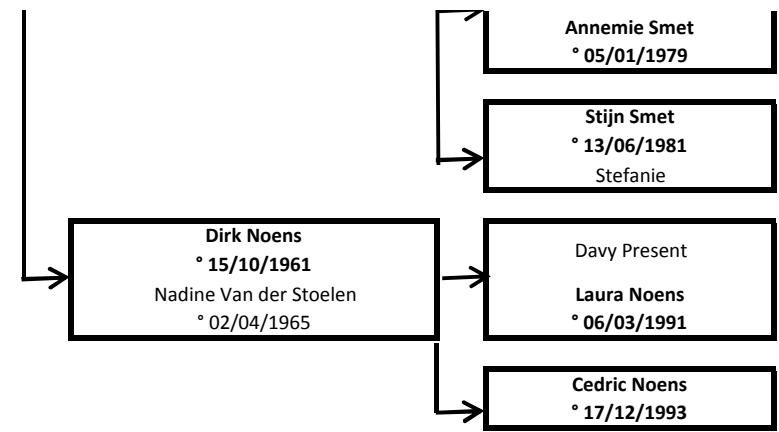 Annemie Smet
° 05/01/1979
Stijn Smet
° 13/06/1981
Stefanie
Dirk Noens
° 15/10/1961
Nadine Van der Stoelen
° 02/04/1965
Davy Present
Laura Noens
° 06/03/1991
Cedric Noens
° 17/12/1993